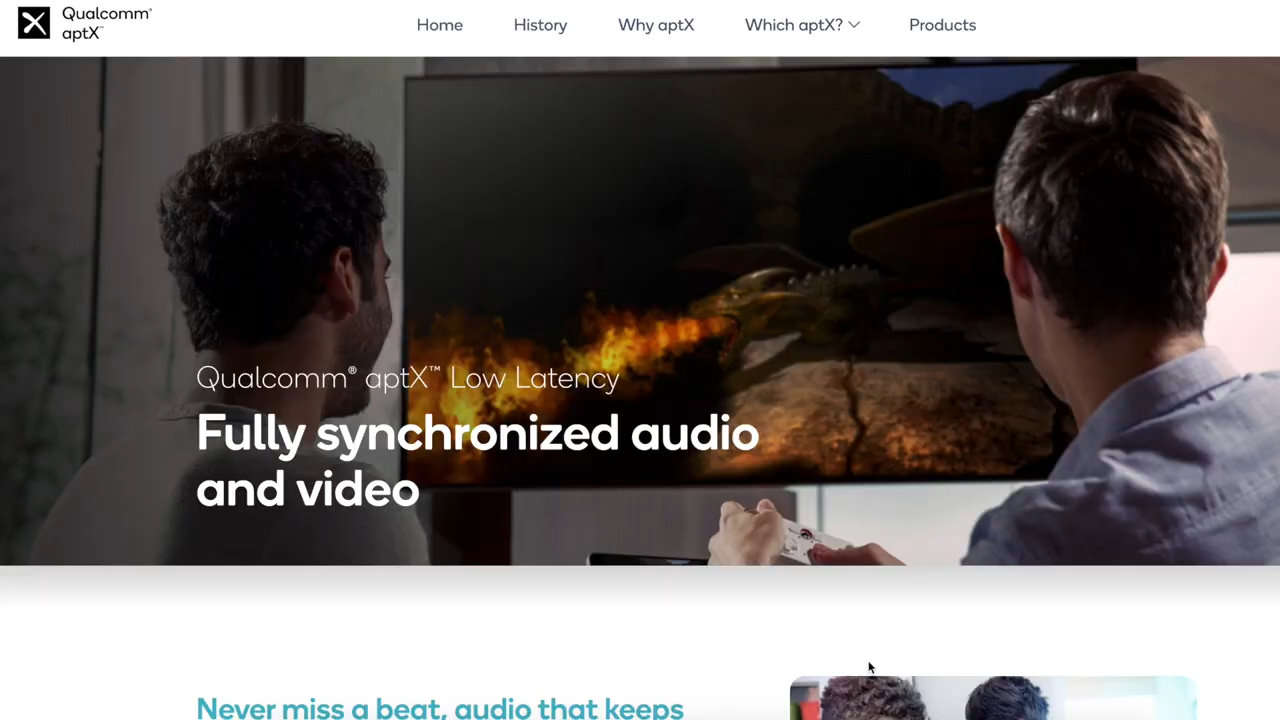 Qualcomm®
aptX™
Home
History
Why aptX
Which aptX?
Products
Qualcomm® aptX™ Low Latency
Fully synchronized audio
and video
Never miss a beat, audio that keeps